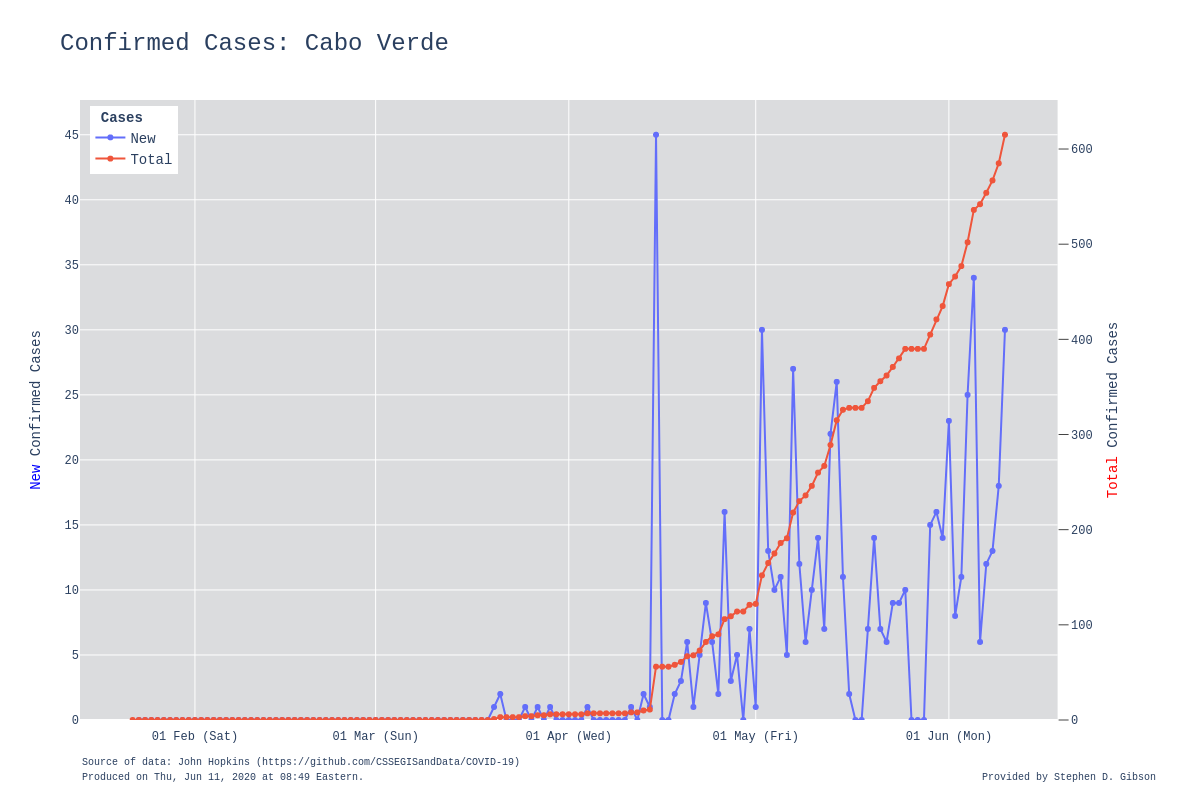 Confirmed Cases: Cabo Verde
Cases
New
Total
45
40
35
30
25
20
15
10
5
0
New Confirmed Cases
600
500
400
300
200
100
0
Total Confirmed Cases
01 Feb (Sat) 01 Mar (Sun) 01 Apr (Wed) 01 May (Fri) 01 Jun (Mon)
Source of data: John Hopkins (https://github.com/CSSEGISandData/COVID-19)
Produced on Thu, Jun 11, 2020 at 08:49 Eastern.
Provided by Stephen D. Gibson